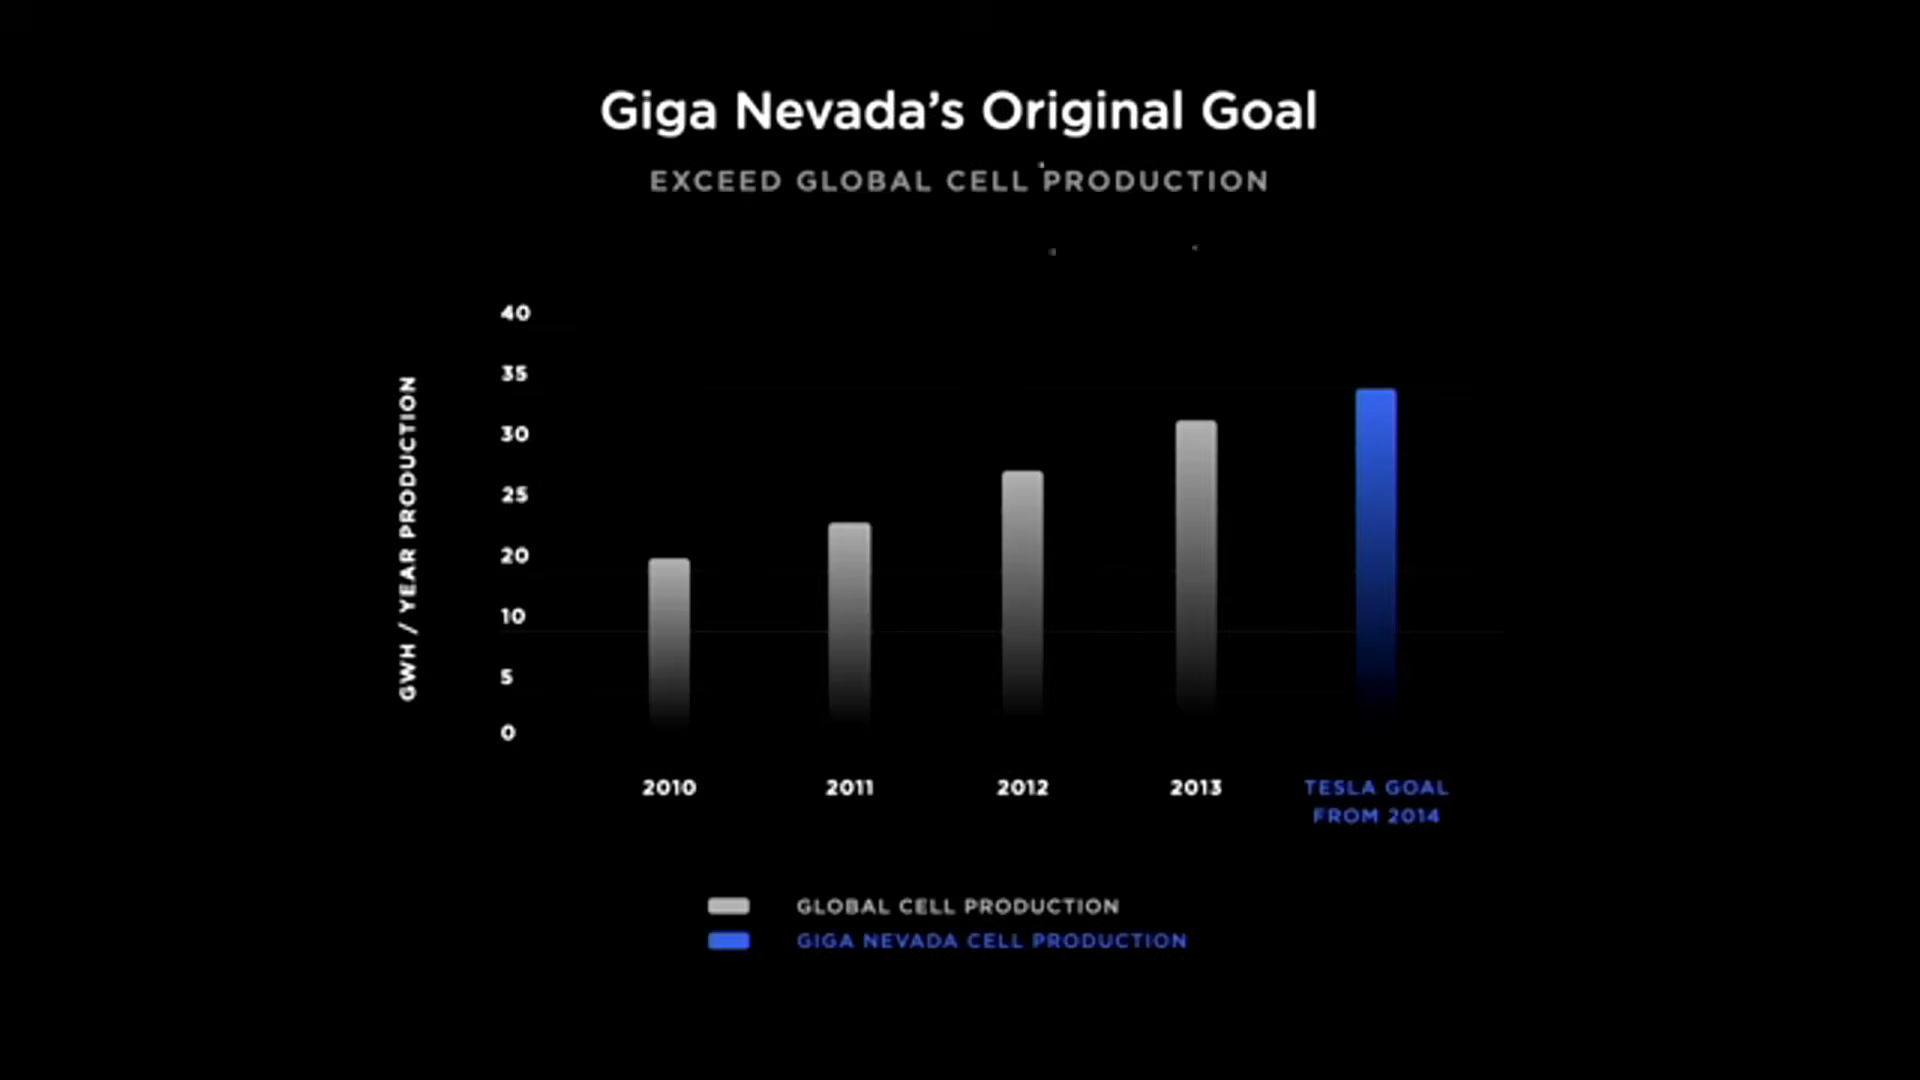 Giga Nevada's Original Goal
EXCEED GLOBAL CELL PRODUCTION
GWH / YEAR PRODUCTION
40
35
30
25
20
10
5
0
2010
2011
2012
2013
TESLA GOAL
FROM 2014
GLOBAL CELL PRODUCTION
GIGA NEVADA CELL PRODUCTION